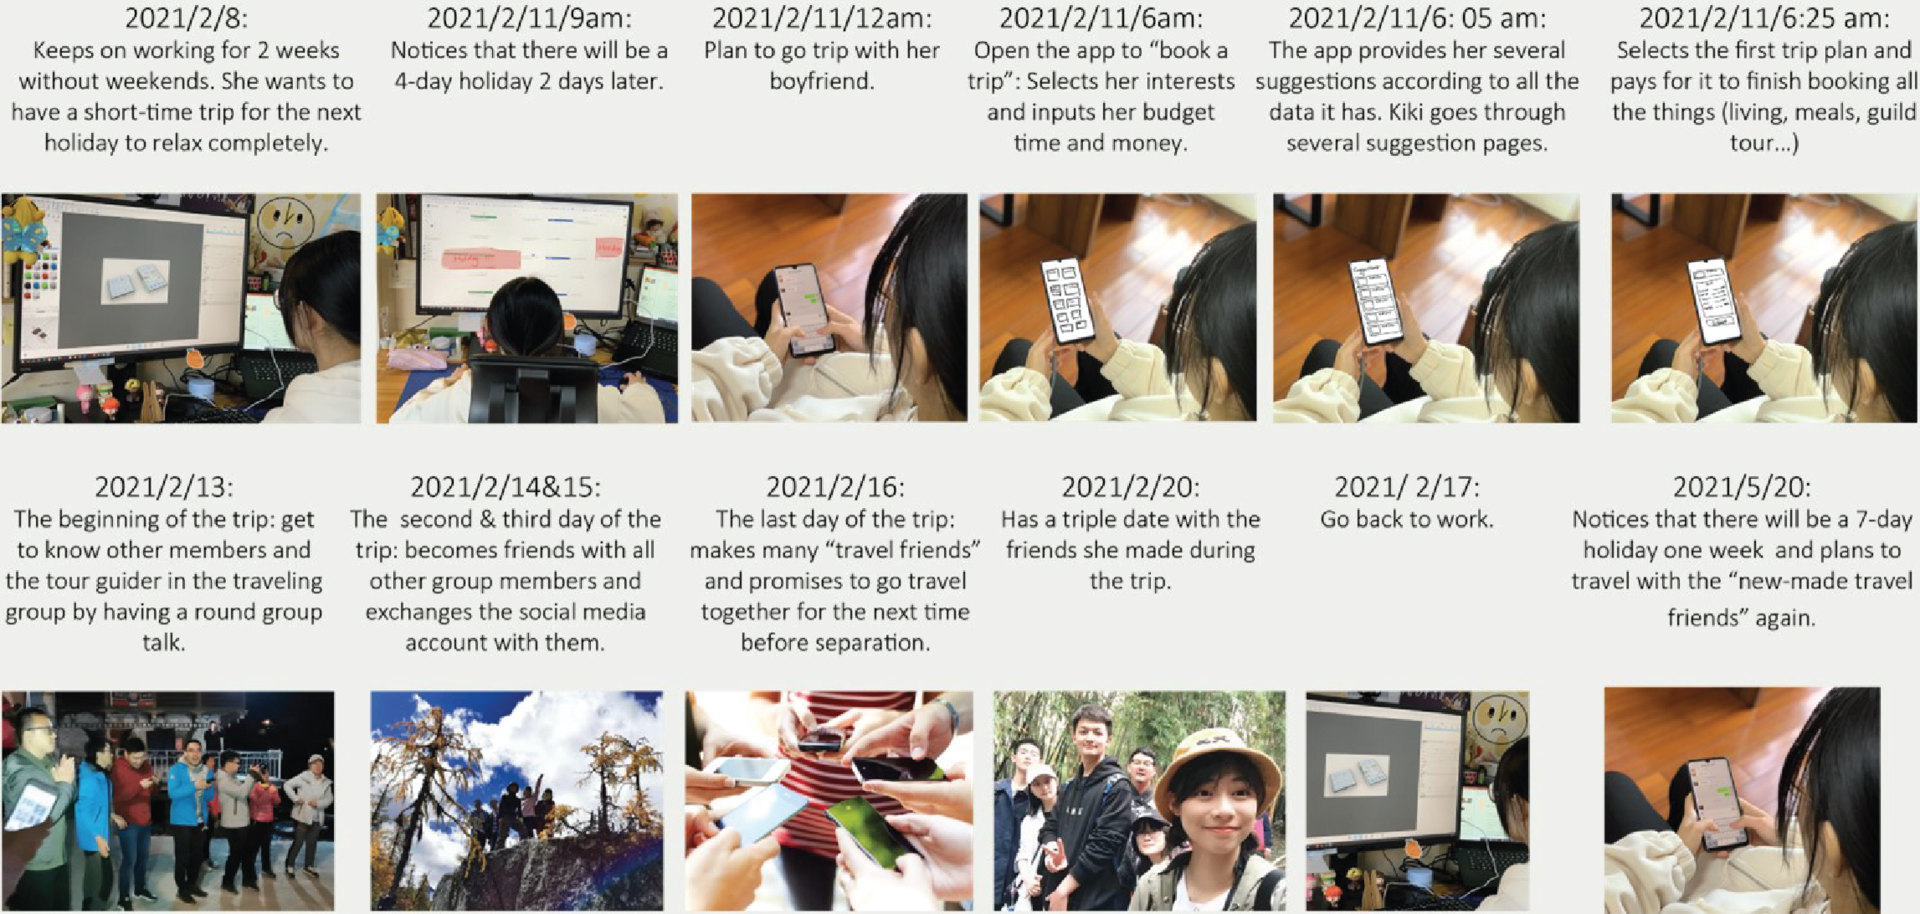 2021/2/8:
Keeps on working for 2 weeks
without weekends. She wants to
have a short-time trip for the next
holiday to relax completely.
2021/2/11/9am:
Notices that there will be a
4-day holiday 2 days later.
2021/2/11/12am:
Plan to go trip with her
boyfriend.
2021/2/11/6am:
Open the app to “book a
trip”: Selects her interests
and inputs her budget
time and money.
2021/2/11/6: 05 am:
The app provides her several
suggestions according to all the
data it has. Kiki goes through
several suggestion pages.
2021/2/11/6:25 am:
Selects the first trip plan and
pays for it to finish booking all
the things (living, meals, guild
tour...)
2021/2/13:
The beginning of the trip: get
to know other members and
the tour guider in the traveling
group by having a round group
talk.
2021/2/14&15:
The second & third day of the
trip: becomes friends with all
other group members and
exchanges the social media
account with them.
2021/2/16:
The last day of the trip:
makes many “travel friends”
and promises to go travel
together for the next time
before separation.
2021/2/20:
Has a triple date with the
friends she made during
the trip.
2021/ 2/17:
Go back to work.
2021/5/20:
Notices that there will be a 7-day
holiday one week and plans to
travel with the “new-made travel
friends” again.